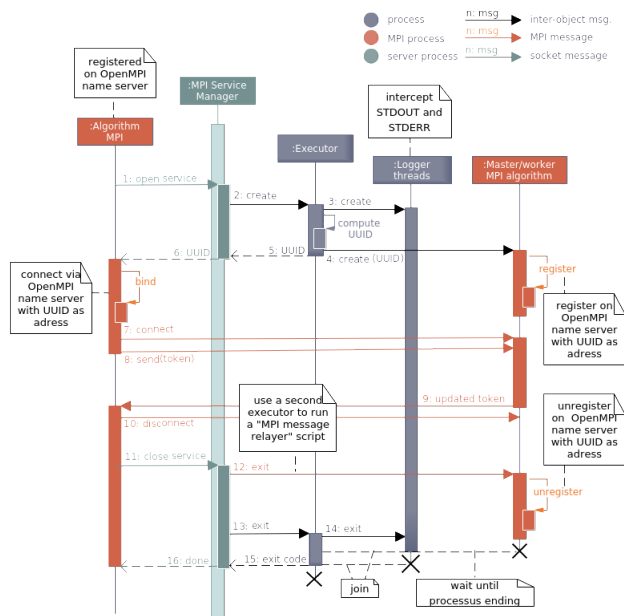 process
n: msg
inter-object msg.
MPI process
n: msg
MPI message
server process
n: msg
socket message
registered
on OpenMPI
name server
:MPI Service
Manager
intercept
STDOUT and
STDERR
:Algorithm
MPI
:Executor
:Logger
threads
:Master/worker
MPI algorithm
1: open service
2: create
3: create
compute
UUID
6: UUID
5: UUID
4: create (UUID)
connect via
OpenMPI
name server
with UUID as
adress
bind
register
register on
OpenMPI
name server
with UUID as
adress
7: connect
8: send(token)
use a second
executor to run
a "MPI message
relayer" script
9: updated token
10: disconnect
unregister
on OpenMPI
name server
with UUID as
adress
11: close service
12: exit
unregister
13: exit
14: exit
16: done
15: exit code
join
wait until
processus ending